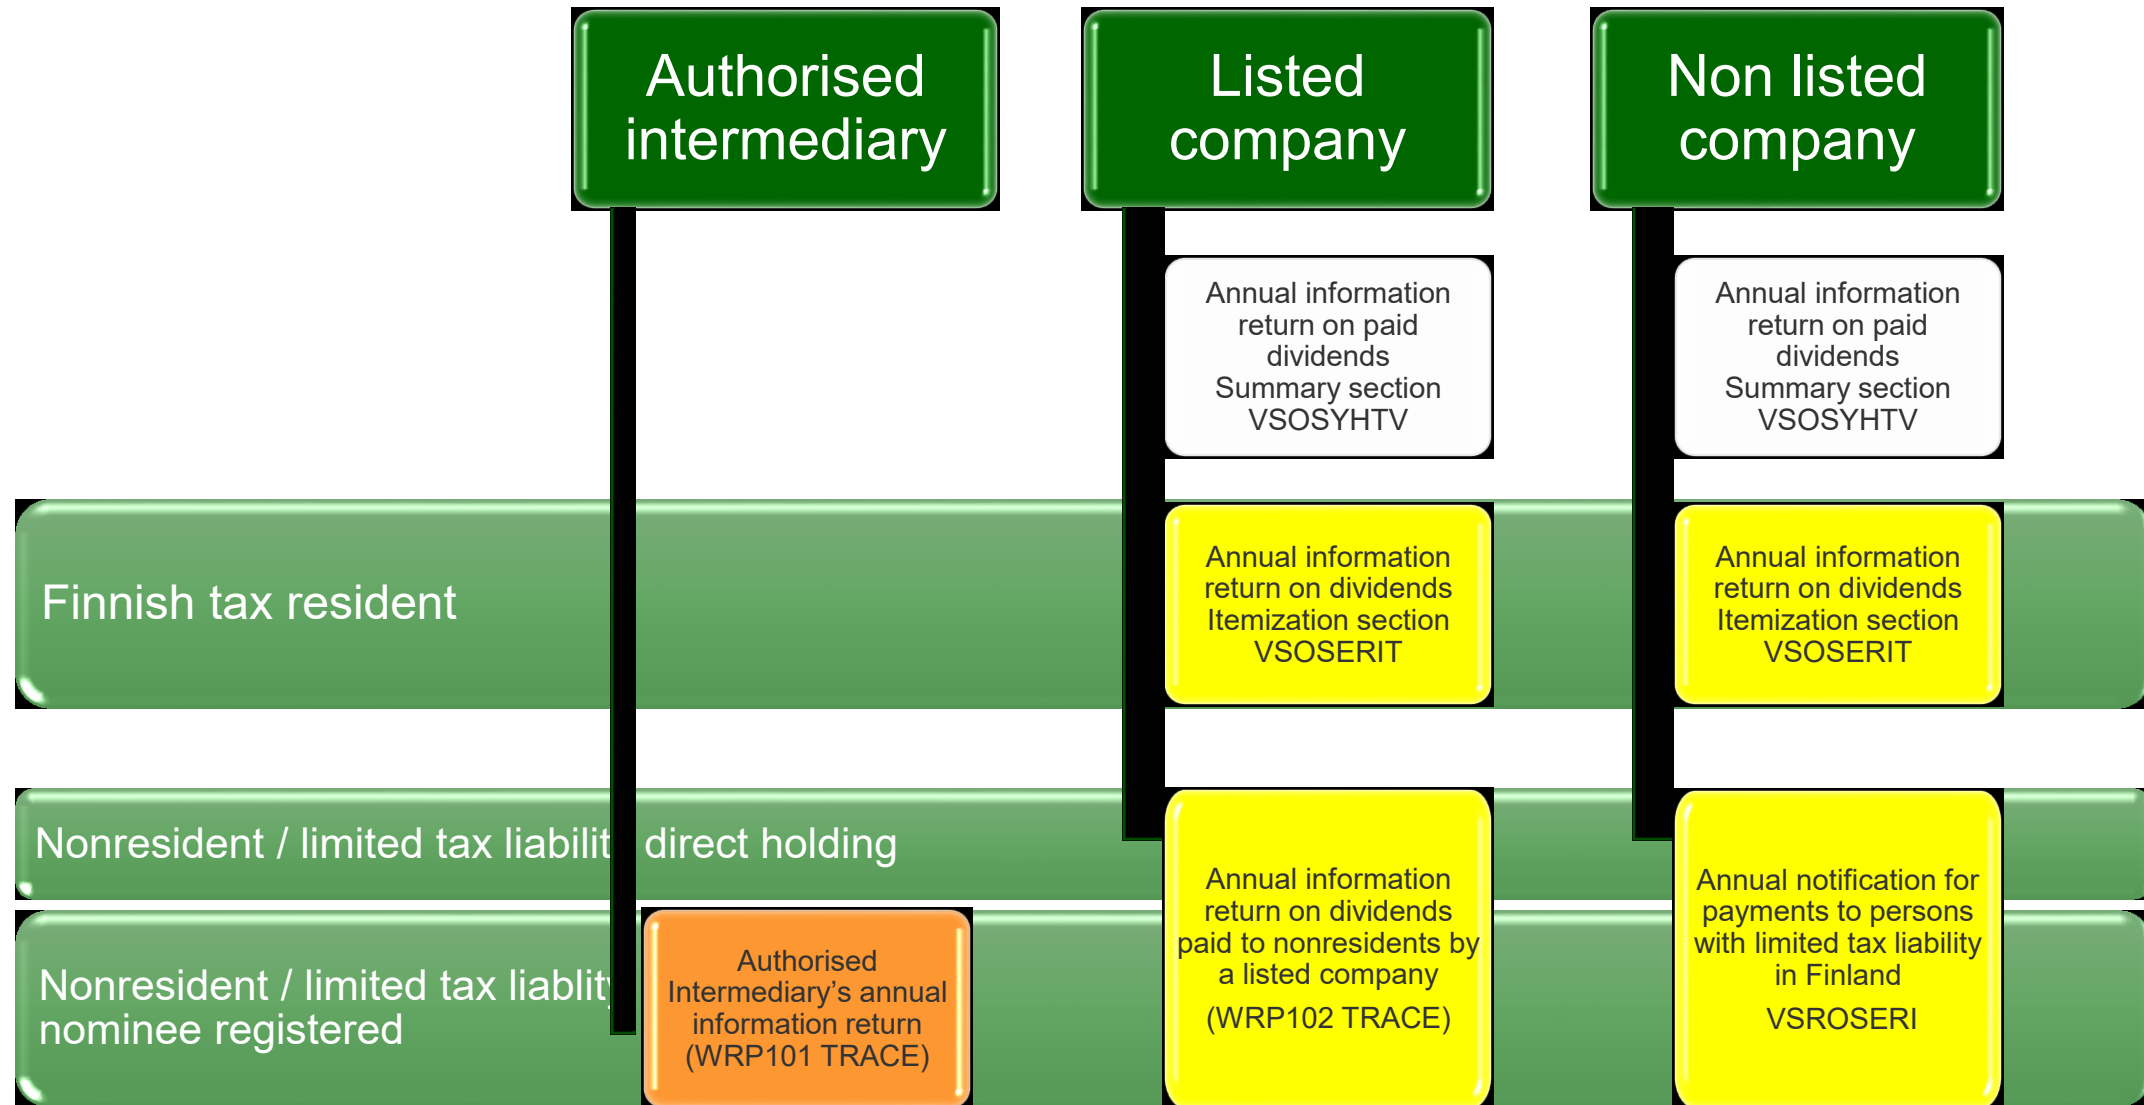 Authorised
intermediary
Listed
company
Non listed
company
Annual information
return on paid
dividends
Summary section
VSOSYHTV
Annual information
return on paid
dividends
Summary section
VSOSYHTV
Finnish tax resident
Annual information
return on dividends
Itemization section
VSOSERIT
Annual information
return on dividends
Itemization section
VSOSERIT
Nonresident / limited tax liabilit direct holding
Nonresident / limited tax liablity
nominee registered
Authorised
Intermediary’s annual
information return
(WRP101 TRACE)
Annual information
return on dividends
paid to nonresidents by
a listed company
(WRP102 TRACE)
Annual notification for
payments to persons
with limited tax liability
in Finland
VSROSERI